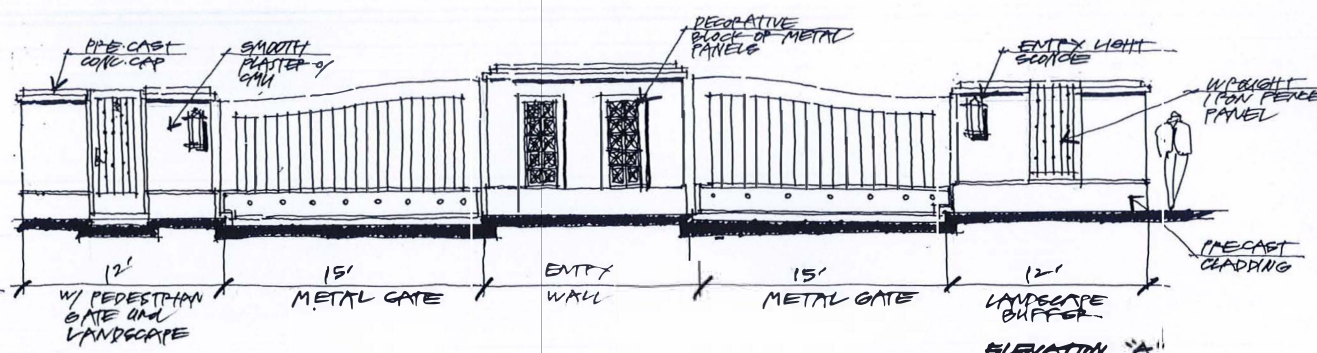 PRE-CAST
CONC. CAP
SMOOTH
PLASTER O/
CMU
DECORATIVE
BLOCK OR METAL
PANELS
ENTRY LIGHT
SCONCE
WROUGHT
IRON FENCE
PANEL
PRECAST
CLADDING
12'
W/ PEDESTRIAN
GATE and
LANDSCAPE
15'
METAL GATE
ENTRY
WALL
15'
METAL GATE
12'
LANDSCAPE
BUFFER
ELEVATION "A"